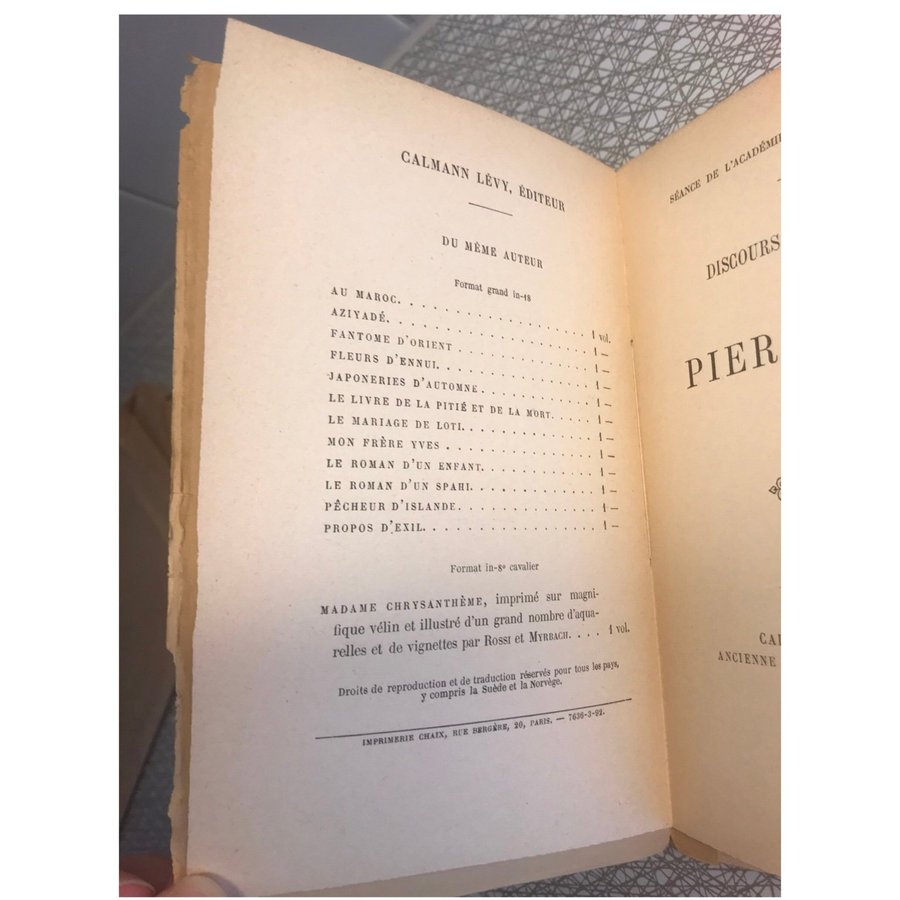 CALMANN LÉVY, ÉDITEUR
DU MÊME AUTEUR
Format grand in-18
AU MAROC. . . . . . . . . . . . . . . . 1 vol.
AZIYADÉ. . . . . . . . . . . . . . . . 1 —
FANTOME D'ORIENT . . . . . . . . . . . . 1 —
FLEURS D'ENNUI. . . . . . . . . . . . . 1 —
JAPONERIES D'AUTOMNE . . . . . . . . . . 1 —
LE LIVRE DE LA PITIÉ ET DE LA MORT. . . . . 1 —
LE MARIAGE DE LOTI. . . . . . . . . . . . 1 —
MON FRÈRE YVES . . . . . . . . . . . . . 1 —
LE ROMAN D'UN ENFANT. . . . . . . . . . . 1 —
LE ROMAN D'UN SPAHI. . . . . . . . . . . 1 —
PÊCHEUR D'ISLANDE. . . . . . . . . . . . 1 —
PROPOS D'EXIL. . . . . . . . . . . . . . 1 —
Format in-8º cavalier
MADAME CHRYSANTHÈME, imprimé sur magni-
fique vélin et illustré d'un grand nombre d'aqua-
relles et de vignettes par ROSSI et MYRBACH. . . . 1 vol.
Droits de reproduction et de traduction réservés pour tous les pays,
y compris la Suède et la Norvège.
IMPRIMERIE CHAIX, RUE BERGÈRE, 20, PARIS. — 7636-3-92.
SÉANCE DE L'ACADÉMIE
DISCOURS
PIER
CAL
ANCIENNE